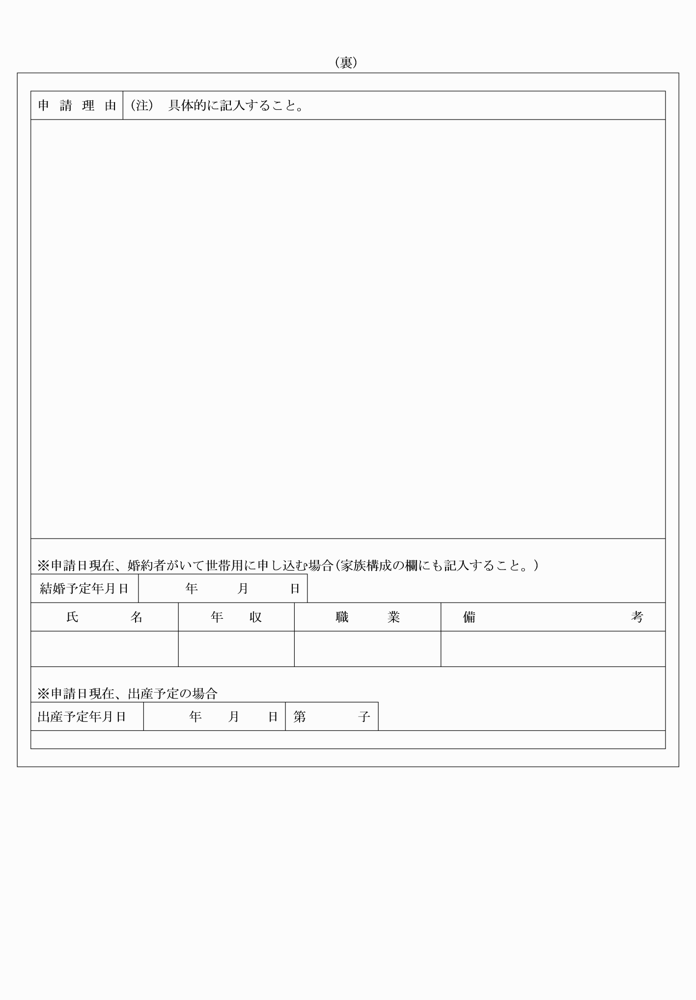 （裏）
申請理由 （注）　具体的に記入すること。
※申請日現在、婚約者がいて世帯用に申し込む場合（家族構成の欄にも記入すること。）
結婚予定年月日　年　月　日
氏　名　年　収　職　業　備　考
※申請日現在、出産予定の場合
出産予定年月日　年　月　日　第　子